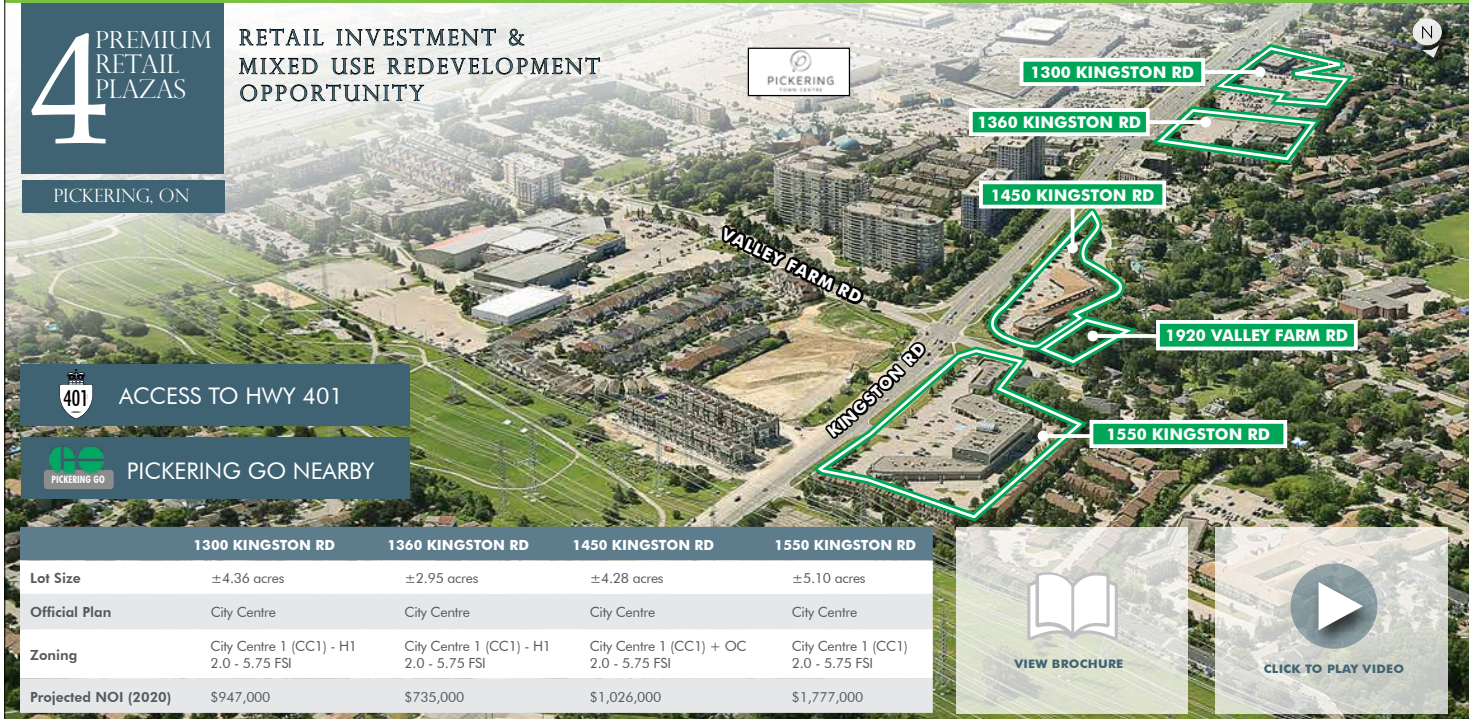 4
PREMIUM
RETAIL
PLAZAS
PICKERING, ON
RETAIL INVESTMENT &
MIXED USE REDEVELOPMENT
OPPORTUNITY
PICKERING
TOWN CENTRE
N
1300 KINGSTON RD
1360 KINGSTON RD
1450 KINGSTON RD
VALLEY FARM RD
1920 VALLEY FARM RD
KINGSTON RD
1550 KINGSTON RD
401 ACCESS TO HWY 401
GO
PICKERING GO
PICKERING GO NEARBY
1300 KINGSTON RD 1360 KINGSTON RD 1450 KINGSTON RD 1550 KINGSTON RD
Lot Size ±4.36 acres ±2.95 acres ±4.28 acres ±5.10 acres
Official Plan City Centre City Centre City Centre City Centre
Zoning City Centre 1 (CC1) - H1 City Centre 1 (CC1) - H1 City Centre 1 (CC1) + OC City Centre 1 (CC1)
2.0 - 5.75 FSI 2.0 - 5.75 FSI 2.0 - 5.75 FSI 2.0 - 5.75 FSI
Projected NOI (2020) $947,000 $735,000 $1,026,000 $1,777,000
VIEW BROCHURE
CLICK TO PLAY VIDEO